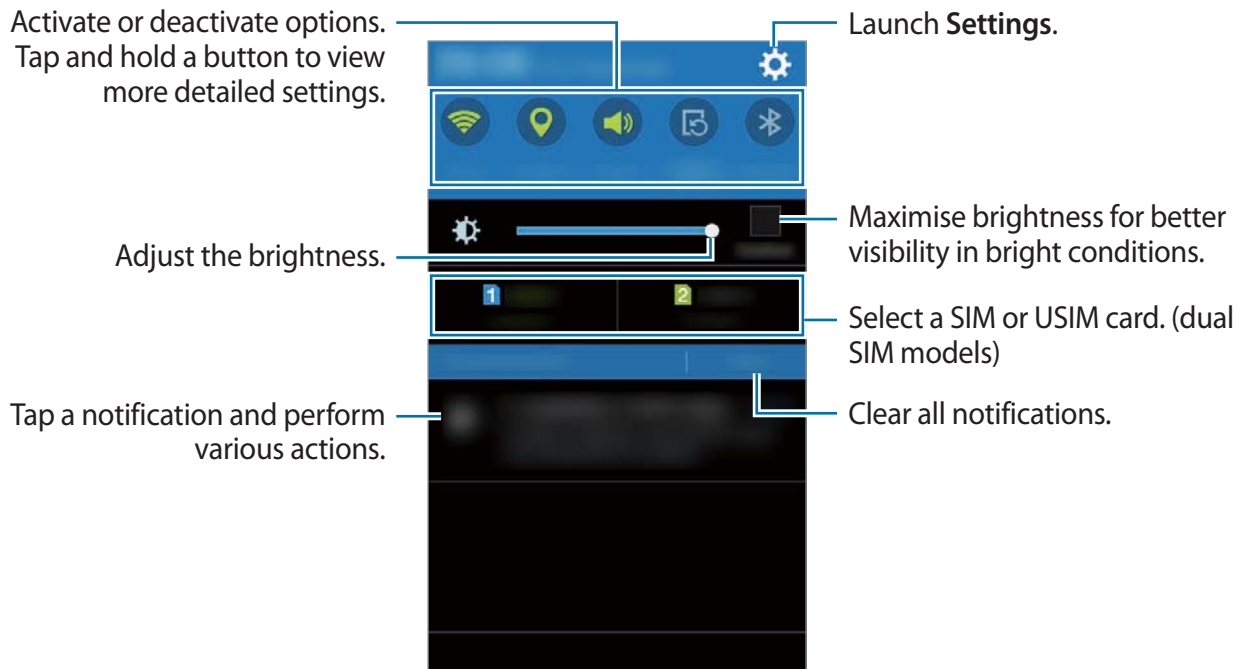 Activate or deactivate options.
Tap and hold a button to view
more detailed settings.
Launch Settings.
Adjust the brightness.
Maximise brightness for better
visibility in bright conditions.
1
2
Select a SIM or USIM card. (dual
SIM models)
Tap a notification and perform
various actions.
Clear all notifications.